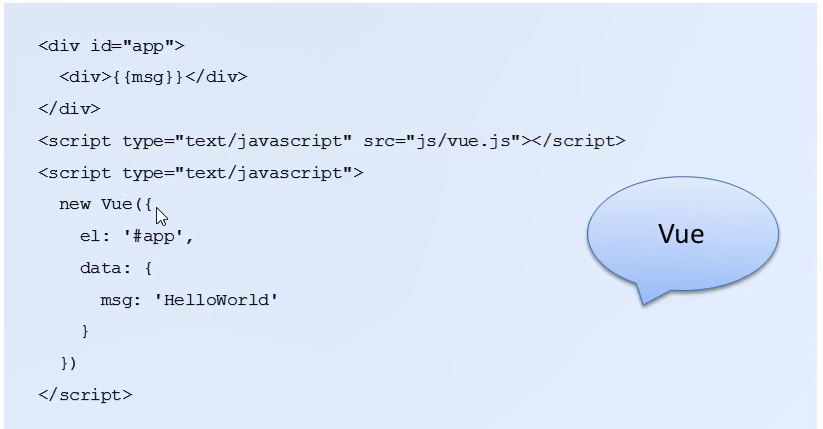 <div id="app">
  <div>{{msg}}</div>
</div>
<script type="text/javascript" src="js/vue.js"></script>
<script type="text/javascript">
  new Vue({
    el: '#app',
    data: {
      msg: 'HelloWorld'
    }
  })
</script>
Vue